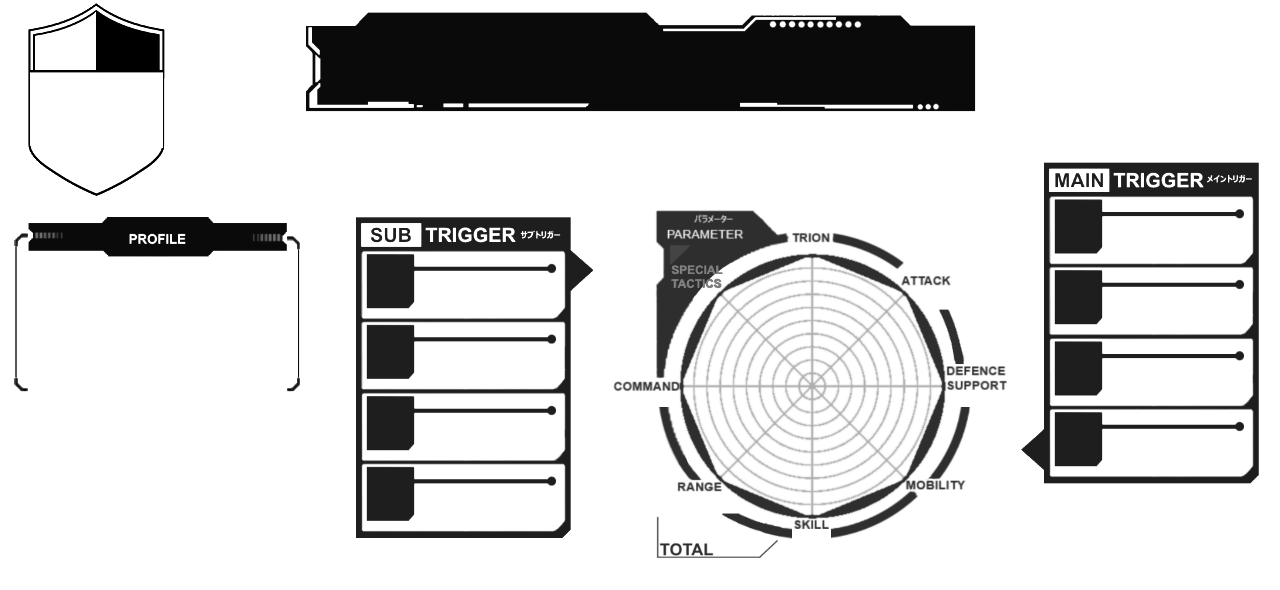 PROFILE
SUB TRIGGER サブトリガー
パラメーター
PARAMETER
SPECIAL
TACTICS
TRION
ATTACK
DEFENCE
SUPPORT
MOBILITY
SKILL
RANGE
COMMAND
TOTAL
MAIN TRIGGER メイントリガー